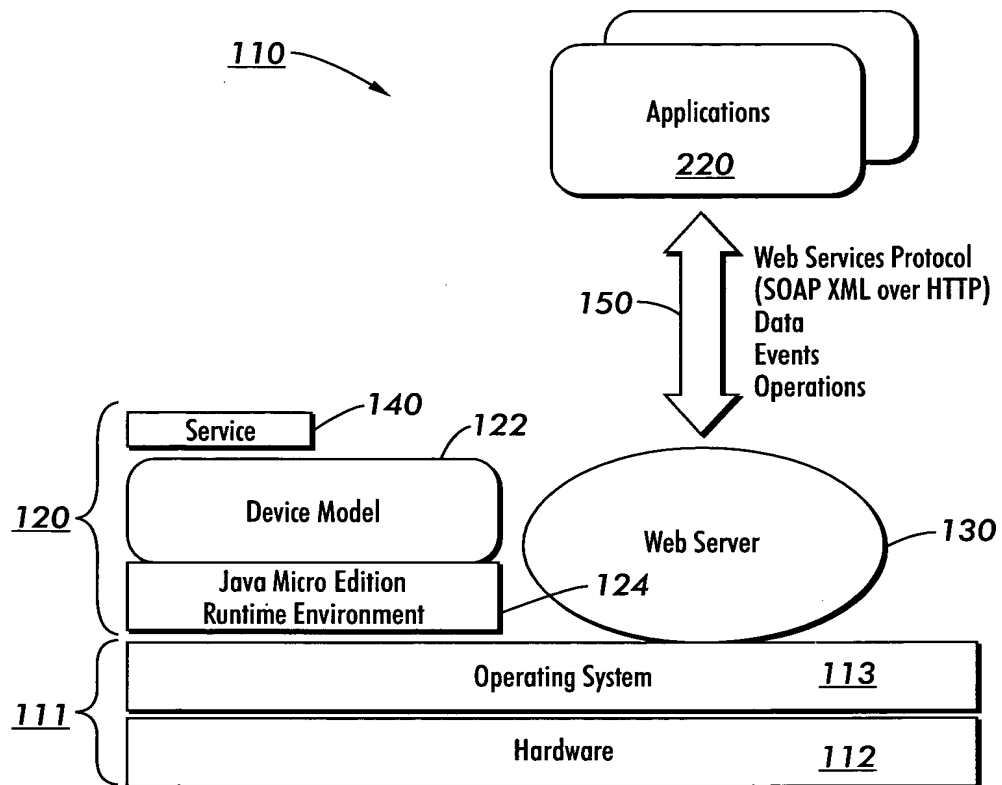 110
Applications
220
150
Web Services Protocol
(SOAP XML over HTTP)
Data
Events
Operations
140
Service
122
120
Device Model
Web Server
130
Java Micro Edition
Runtime Environment
124
111
Operating System
113
Hardware
112